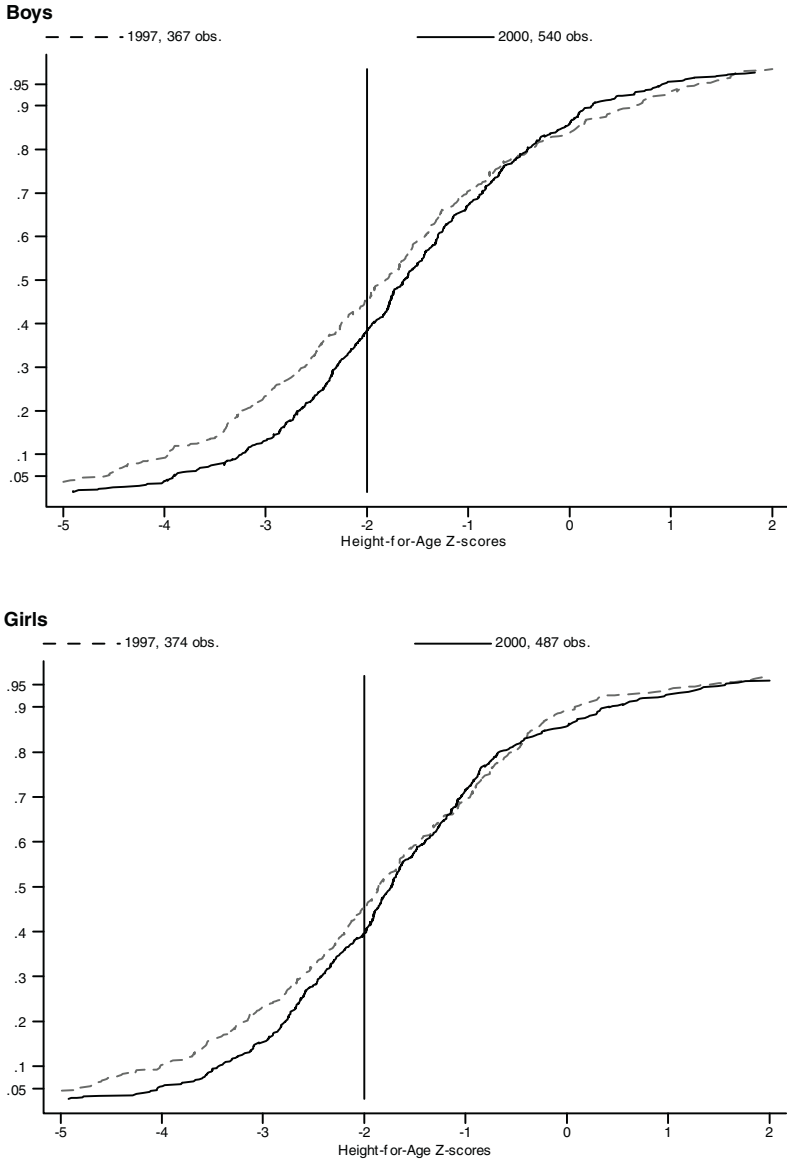 Boys
1997, 367 obs. 2000, 540 obs.
.95
.9
.8
.7
.6
.5
.4
.3
.2
.1
.05
-5 -4 -3 -2 -1 0 1 2
Height-for-Age Z-scores
Girls
1997, 374 obs. 2000, 487 obs.
.95
.9
.8
.7
.6
.5
.4
.3
.2
.1
.05
-5 -4 -3 -2 -1 0 1 2
Height-for-Age Z-scores